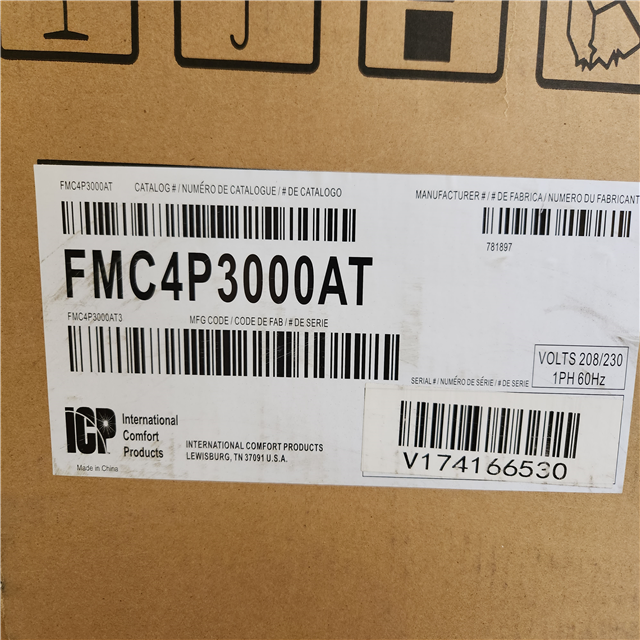 FMC4P3000AT CATALOG # / NUMÉRO DE CATALOGUE / # DE CATALOGO
MANUFACTURER # / # DE FABRICA / NUMERO DU FABRICANT
781897
FMC4P3000AT
FMC4P3000AT3 MFG CODE / CODE DE FAB / # DE SERIE
VOLTS 208/230
1PH 60Hz
SERIAL # / NUMÉRO DE SÉRIE / # DE SERIE
V174166530
icp International
Comfort
Products
INTERNATIONAL COMFORT PRODUCTS
LEWISBURG, TN 37091 U.S.A.
Made in China